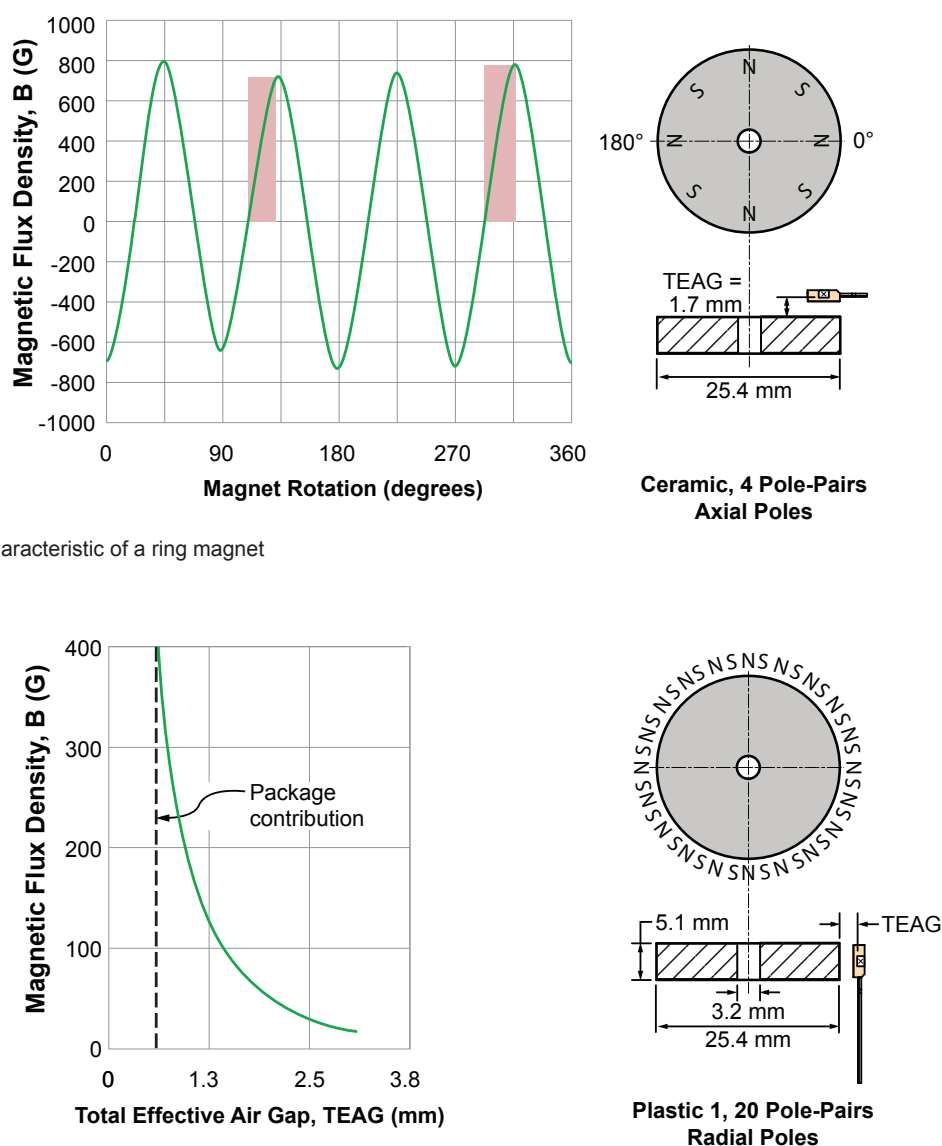 Magnetic Flux Density, B (G)
1000
800
600
400
200
0
-200
-400
-600
-800
-1000
0 90 180 270 360
Magnet Rotation (degrees)
N
S S
180° N N 0°
S S
N
TEAG =
1.7 mm
25.4 mm
Ceramic, 4 Pole-Pairs
Axial Poles
aracteristic of a ring magnet
Magnetic Flux Density, B (G)
400
300
200
100
0
Package
contribution
0 1.3 2.5 3.8
Total Effective Air Gap, TEAG (mm)
NSNSNSNSNSNSNSNSNSNSNSNSNSNSNSNSNSNSNSNS
5.1 mm
TEAG
3.2 mm
25.4 mm
Plastic 1, 20 Pole-Pairs
Radial Poles